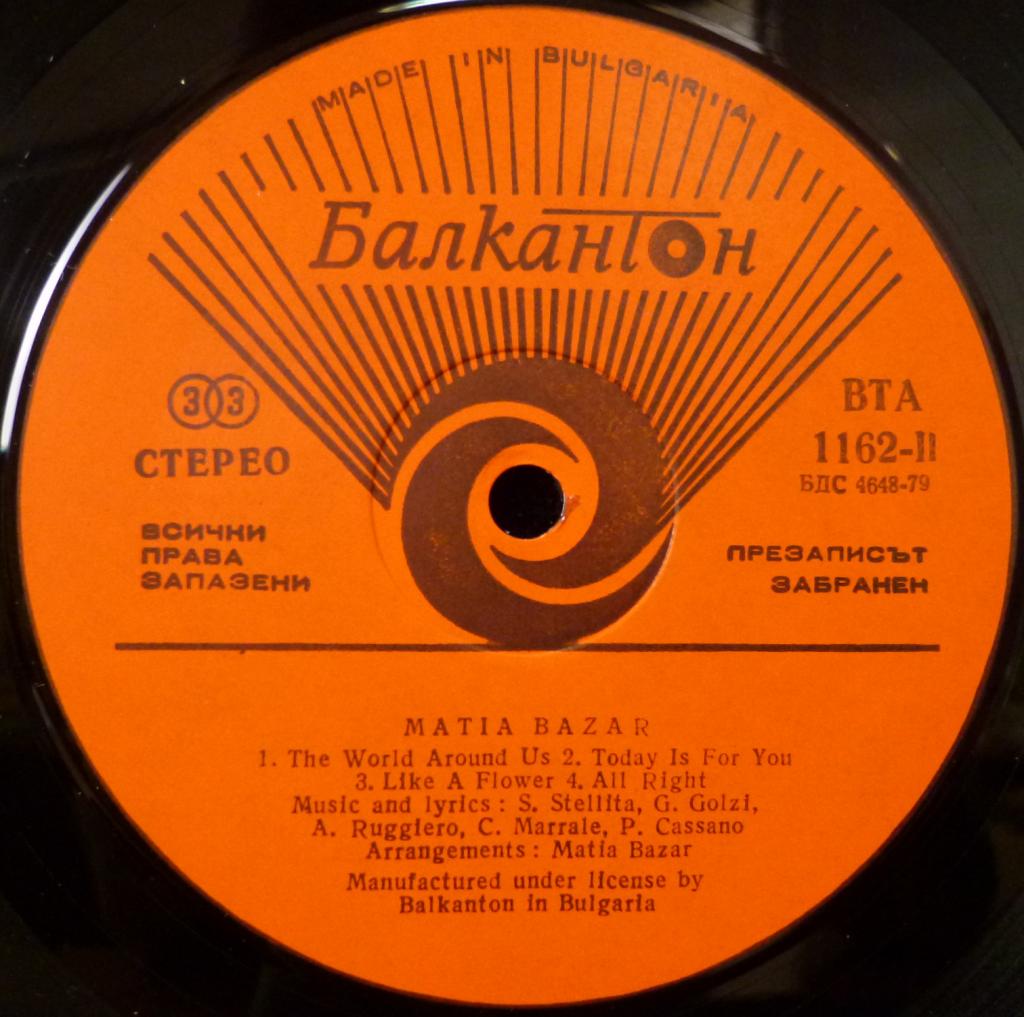 MADE IN BULGARIA
Балкантон
33
СТЕРЕО
ВСИЧКИ
ПРАВА
ЗАПАЗЕНИ
ВТА
1162-II
БДС 4648-79
ПРЕЗАПИСЪТ
ЗАБРАНЕН
MATIA BAZAR
1. The World Around Us 2. Today Is For You
3. Like A Flower 4. All Right
Music and lyrics : S. Stellita, G. Golzi,
A. Ruggiero, C. Marrale, P. Cassano
Arrangements : Matia Bazar
Manufactured under license by
Balkanton in Bulgaria